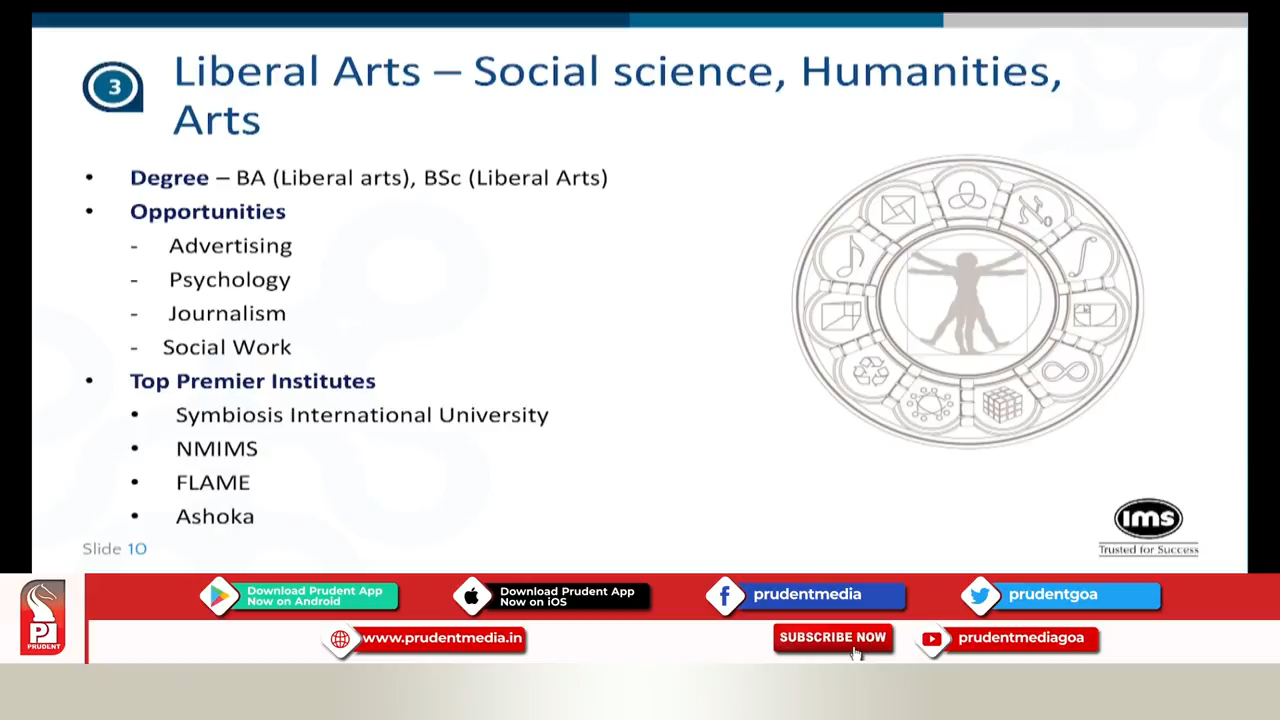 3
Liberal Arts – Social science, Humanities,
Arts
• Degree – BA (Liberal arts), BSc (Liberal Arts)
• Opportunities
- Advertising
- Psychology
- Journalism
- Social Work
• Top Premier Institutes
• Symbiosis International University
• NMIMS
• FLAME
• Ashoka
Slide 10
ims
Trusted for Success
PRUDENT
Download Prudent App
Now on Android
Download Prudent App
Now on iOS
prudentmedia
prudentgoa
www.prudentmedia.in
SUBSCRIBE NOW
prudentmediagoa